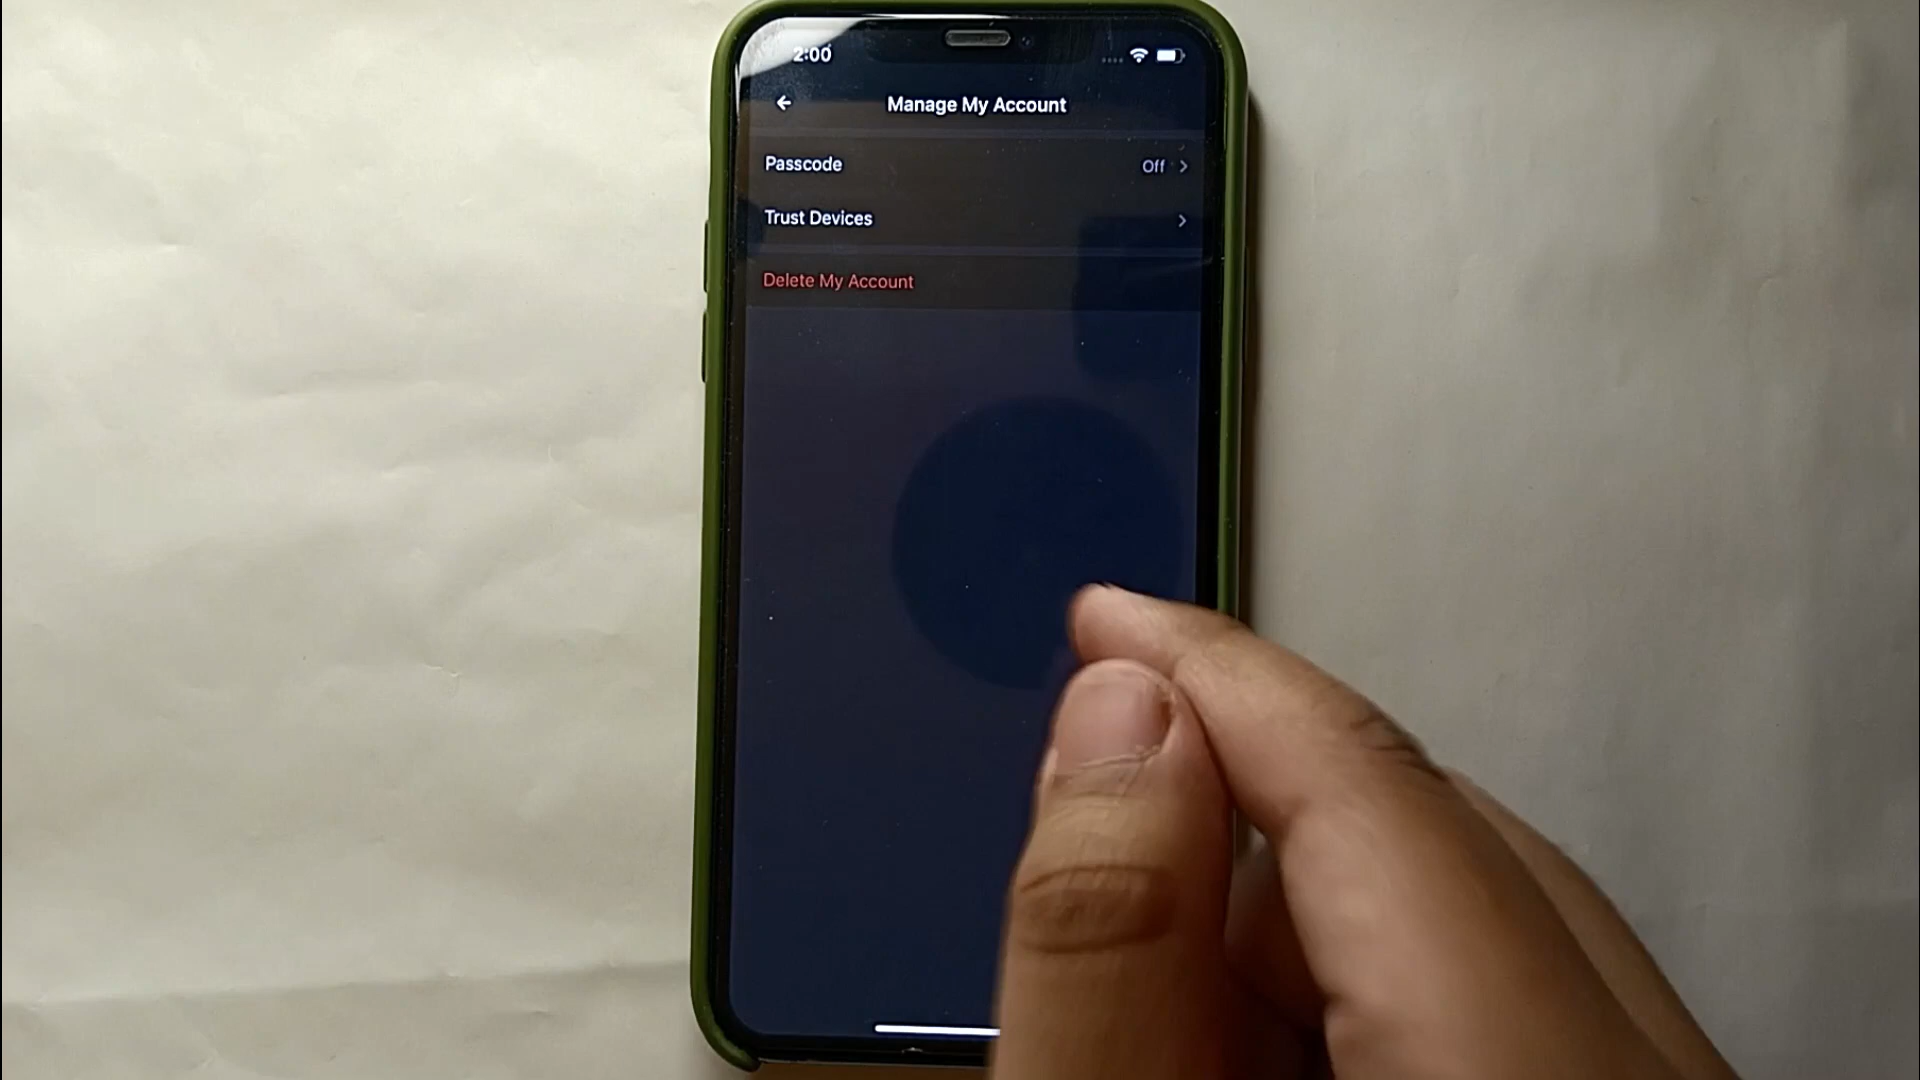 2:00
Manage My Account
Passcode Off
Trust Devices
Delete My Account